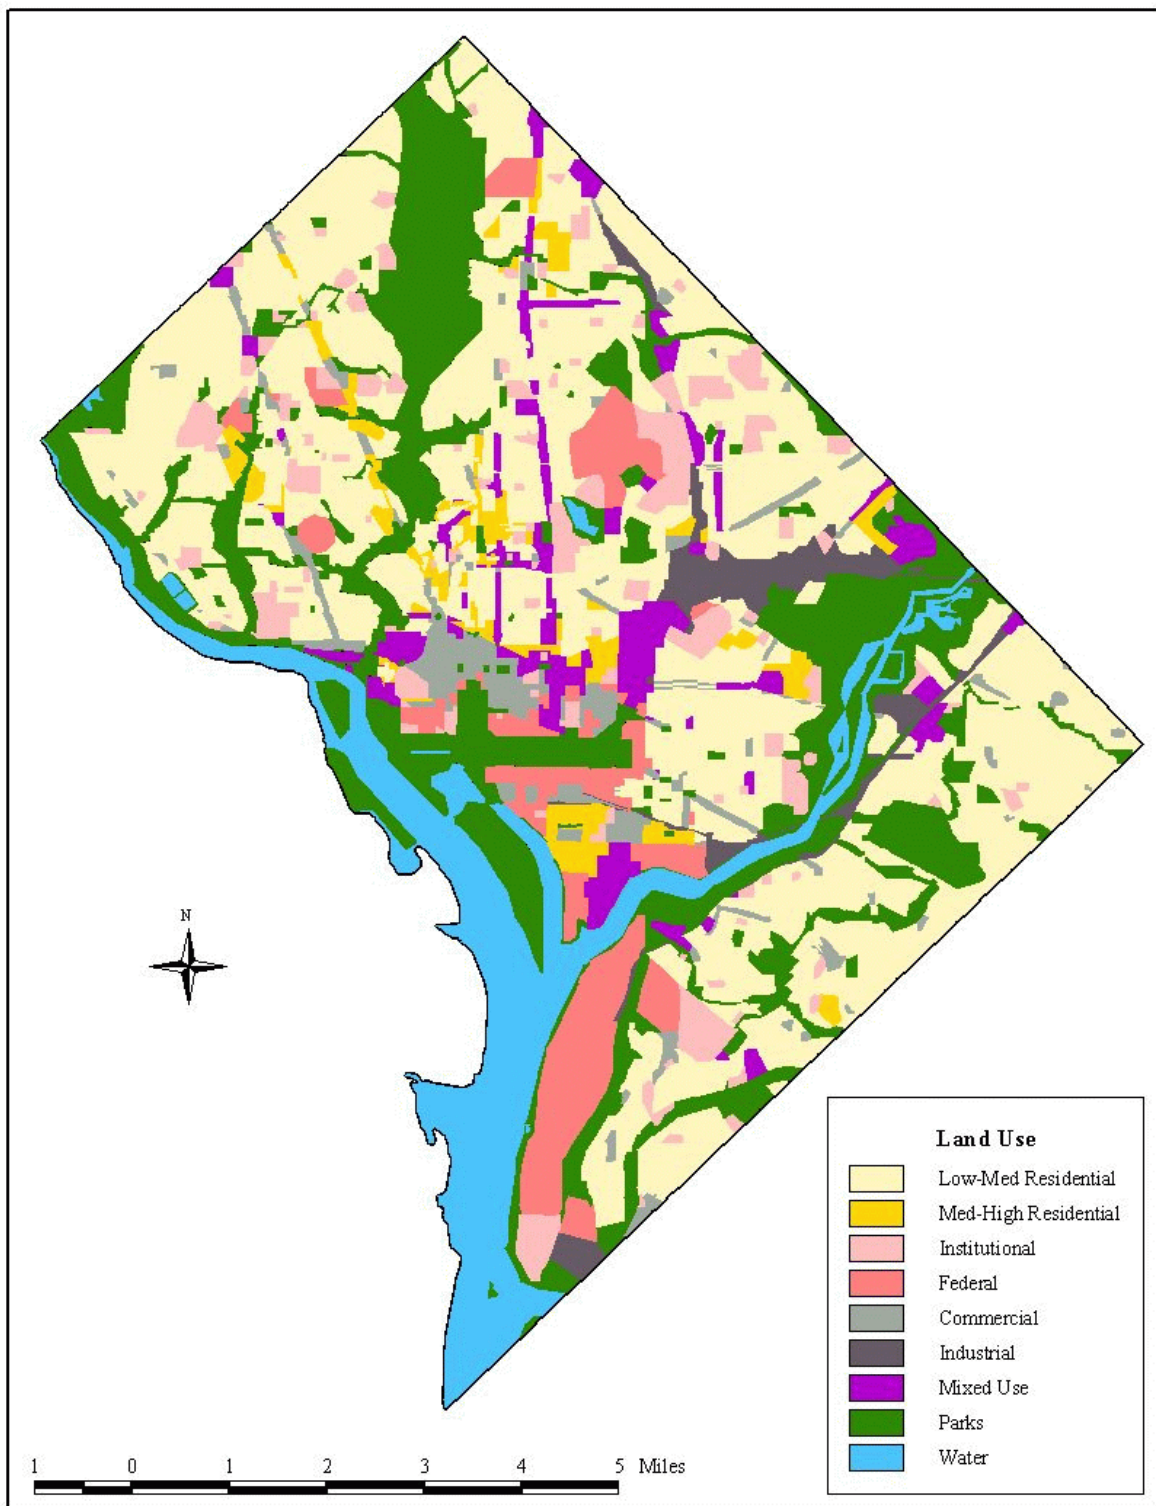 N
Land Use
Low-Med Residential
Med-High Residential
Institutional
Federal
Commercial
Industrial
Mixed Use
Parks
Water
1 0 1 2 3 4 5 Miles